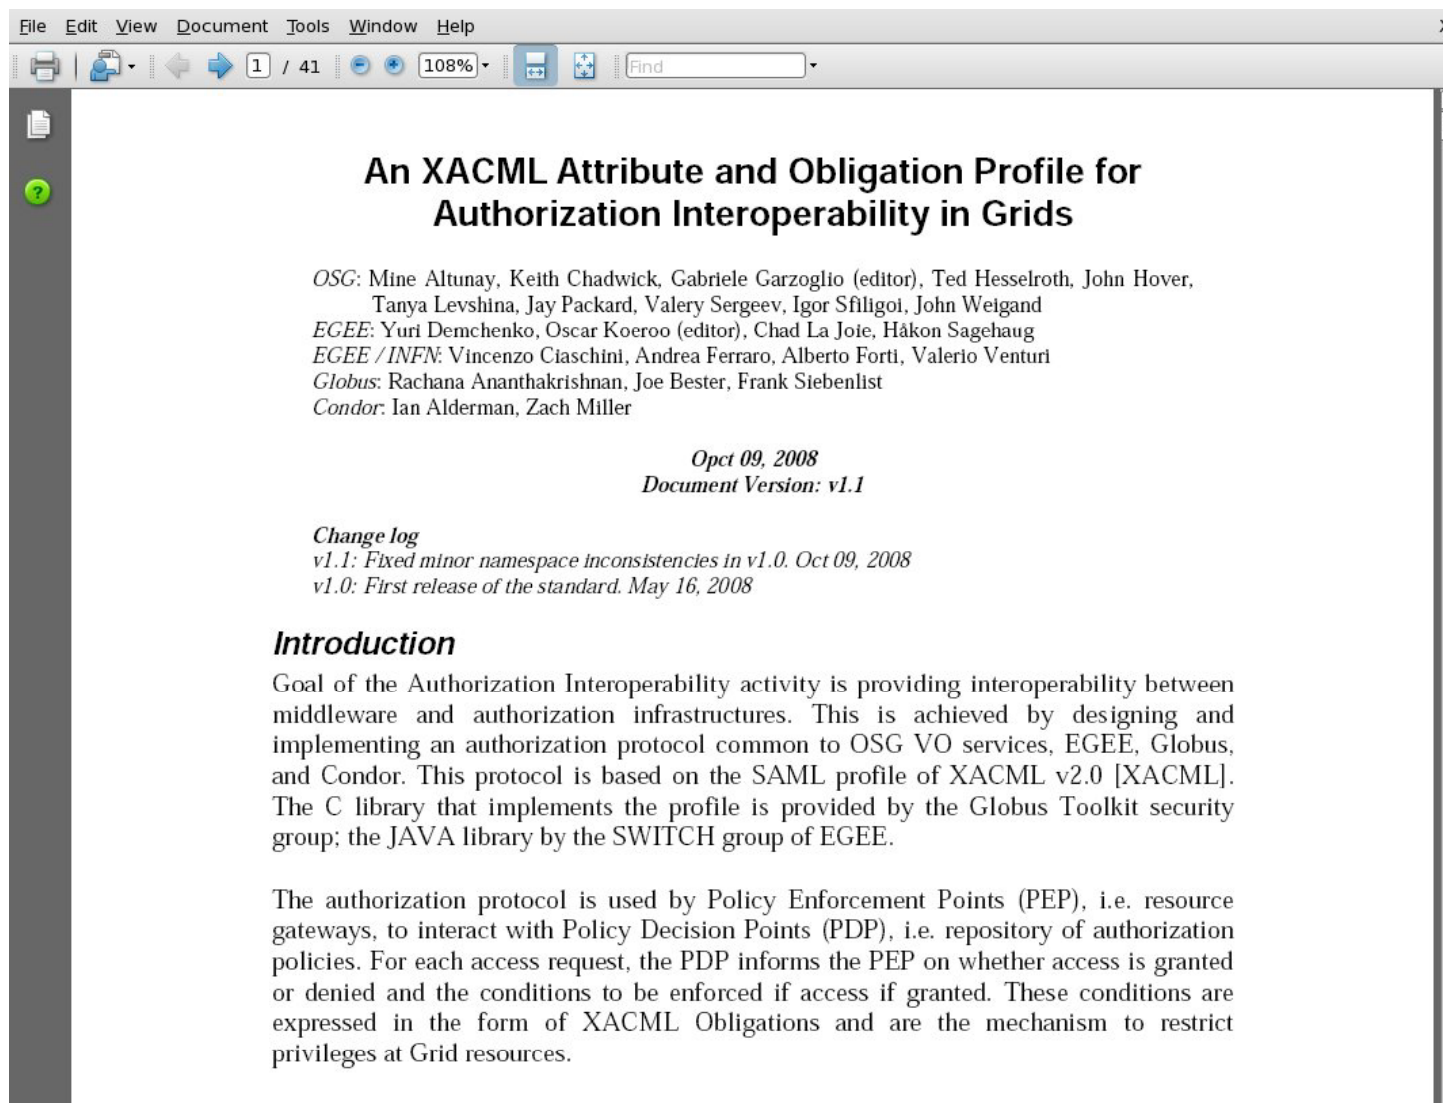 File Edit View Document Tools Window Help
1 / 41 108% Find
An XACML Attribute and Obligation Profile for
Authorization Interoperability in Grids
OSG: Mine Altunay, Keith Chadwick, Gabriele Garzoglio (editor), Ted Hesselroth, John Hover,
Tanya Levshina, Jay Packard, Valery Sergeev, Igor Sfiligoi, John Weigand
EGEE: Yuri Demchenko, Oscar Koeroo (editor), Chad La Joie, Håkon Sagehaug
EGEE / INFN: Vincenzo Ciaschini, Andrea Ferraro, Alberto Forti, Valerio Venturi
Globus: Rachana Ananthakrishnan, Joe Bester, Frank Siebenlist
Condor: Ian Alderman, Zach Miller
Opct 09, 2008
Document Version: v1.1
Change log
v1.1: Fixed minor namespace inconsistencies in v1.0. Oct 09, 2008
v1.0: First release of the standard. May 16, 2008
Introduction
Goal of the Authorization Interoperability activity is providing interoperability between
middleware and authorization infrastructures. This is achieved by designing and
implementing an authorization protocol common to OSG VO services, EGEE, Globus,
and Condor. This protocol is based on the SAML profile of XACML v2.0 [XACML].
The C library that implements the profile is provided by the Globus Toolkit security
group; the JAVA library by the SWITCH group of EGEE.
The authorization protocol is used by Policy Enforcement Points (PEP), i.e. resource
gateways, to interact with Policy Decision Points (PDP), i.e. repository of authorization
policies. For each access request, the PDP informs the PEP on whether access is granted
or denied and the conditions to be enforced if access if granted. These conditions are
expressed in the form of XACML Obligations and are the mechanism to restrict
privileges at Grid resources.